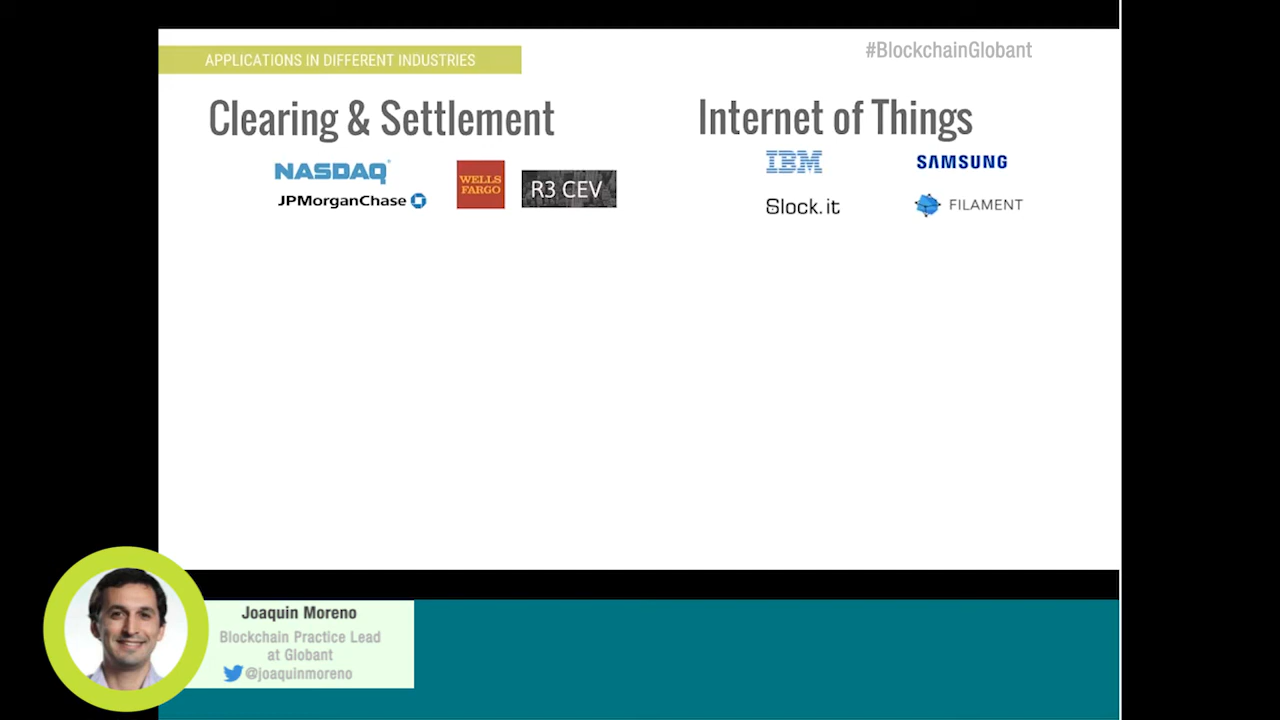 APPLICATIONS IN DIFFERENT INDUSTRIES
#BlockchainGlobant
Clearing & Settlement
NASDAQ
JPMorganChase
WELLS
FARGO
R3 CEV
Internet of Things
IBM
SAMSUNG
Slock.it
FILAMENT
Joaquin Moreno
Blockchain Practice Lead
at Globant
@joaquinmoreno